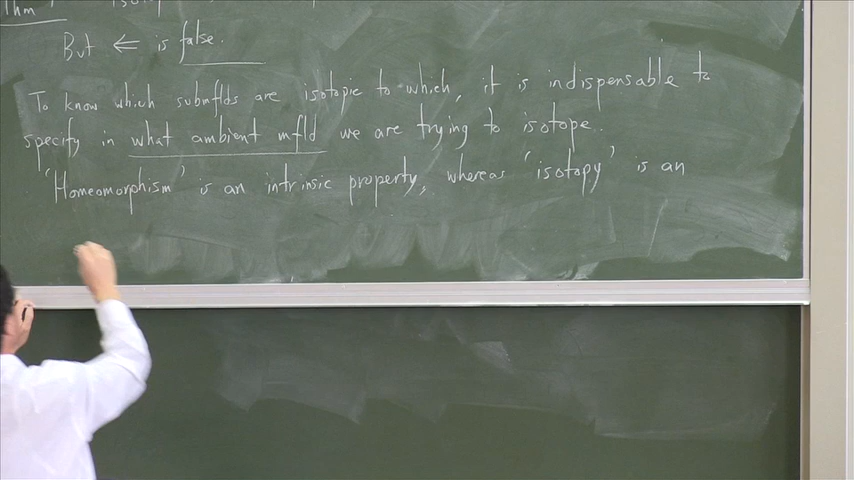 Thm isotop
But ⇐ is false.
To know which submflds are isotopic to which, it is indispensable to
specify in what ambient mfld we are trying to isotope.
'Homeomorphism' is an intrinsic property, whereas 'isotopy' is an